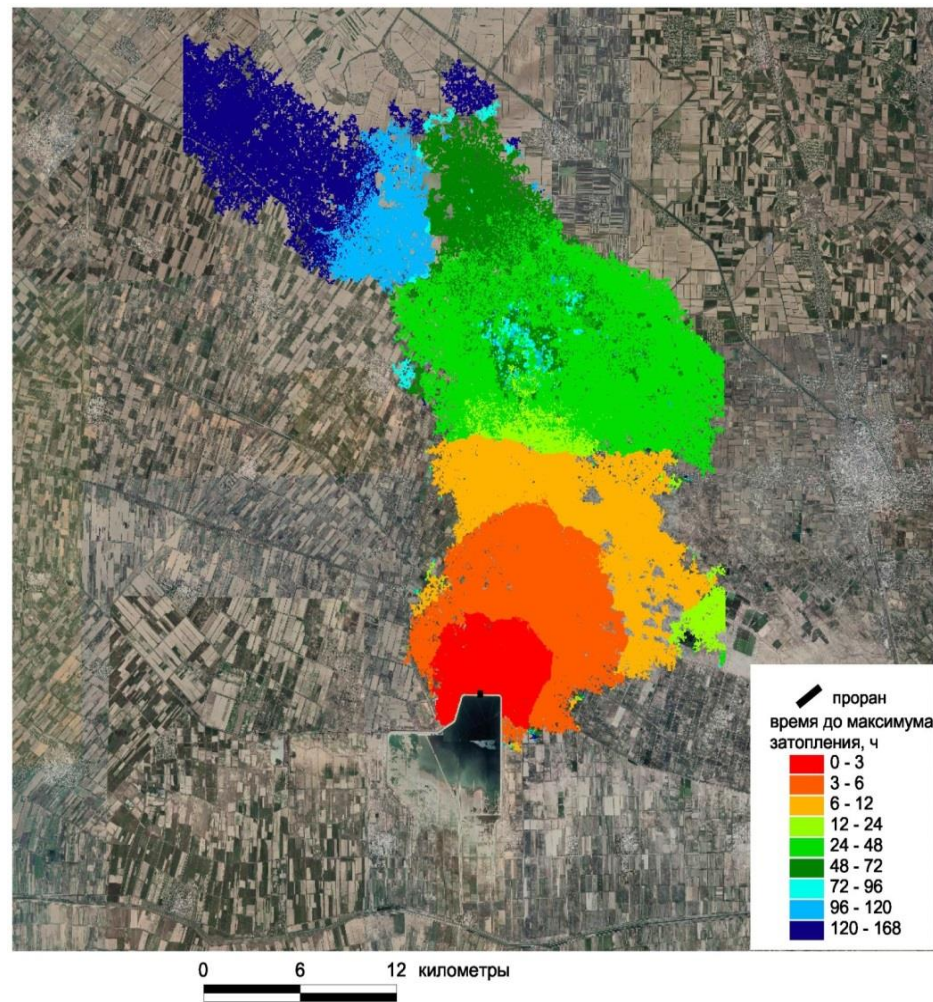 проран
время до максимума
затопления, ч
0 - 3
3 - 6
6 - 12
12 - 24
24 - 48
48 - 72
72 - 96
96 - 120
120 - 168
0 6 12 километры